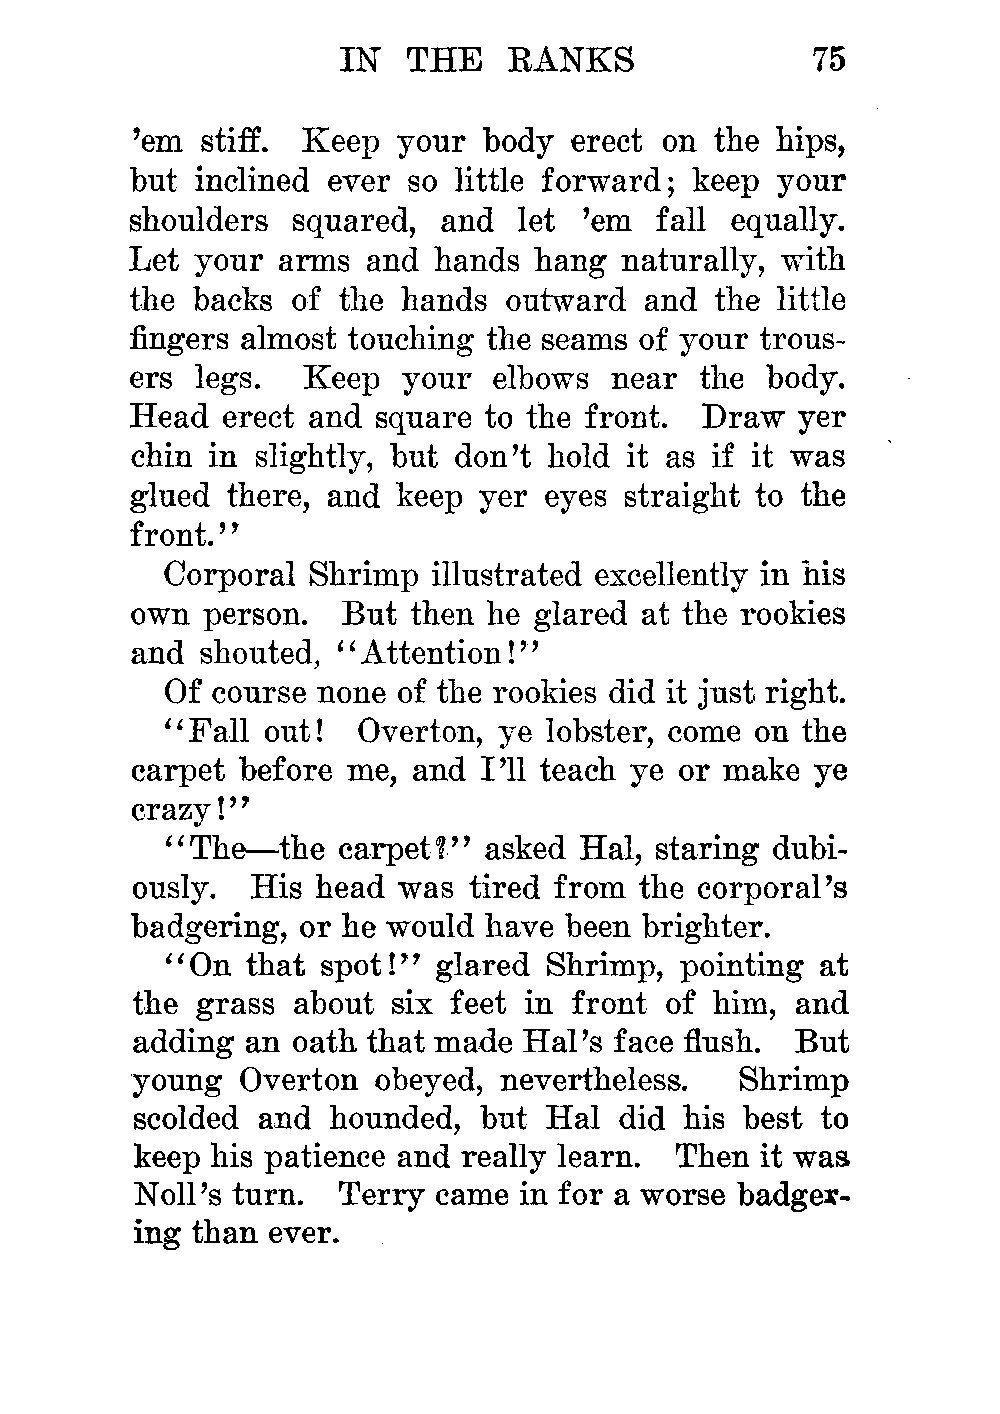 IN THE RANKS 75
'em stiff. Keep your body erect on the hips,
but inclined ever so little forward; keep your
shoulders squared, and let 'em fall equally.
Let your arms and hands hang naturally, with
the backs of the hands outward and the little
fingers almost touching the seams of your trous-
ers legs. Keep your elbows near the body.
Head erect and square to the front. Draw yer
chin in slightly, but don't hold it as if it was
glued there, and keep yer eyes straight to the
front."
Corporal Shrimp illustrated excellently in his
own person. But then he glared at the rookies
and shouted, "Attention!"
Of course none of the rookies did it just right.
"Fall out! Overton, ye lobster, come on the
carpet before me, and I'll teach ye or make ye
crazy!"
"The—the carpet?" asked Hal, staring dubi-
ously. His head was tired from the corporal's
badgering, or he would have been brighter.
"On that spot!" glared Shrimp, pointing at
the grass about six feet in front of him, and
adding an oath that made Hal's face flush. But
young Overton obeyed, nevertheless. Shrimp
scolded and hounded, but Hal did his best to
keep his patience and really learn. Then it was
Noll's turn. Terry came in for a worse badger-
ing than ever.